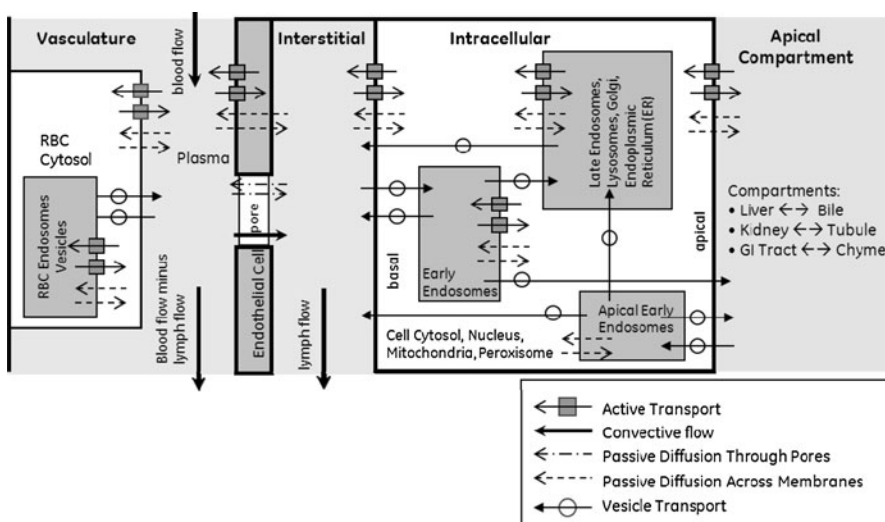 Vasculature
Interstitial
Intracellular
Apical
Compartment
blood flow
RBC
Cytosol
Plasma
RBC Endosomes
Vesicles
Blood flow minus
lymph flow
pore
Endothelial Cell
lymph flow
basal
Early
Endosomes
Late Endosomes,
Lysosomes, Golgi,
Endoplasmic
Reticulum (ER)
apical
Apical Early
Endosomes
Cell Cytosol, Nucleus,
Mitochondria, Peroxisome
Compartments:
• Liver ←→ Bile
• Kidney ←→ Tubule
• GI Tract ←→ Chyme
Active Transport
Convective flow
Passive Diffusion Through Pores
Passive Diffusion Across Membranes
Vesicle Transport